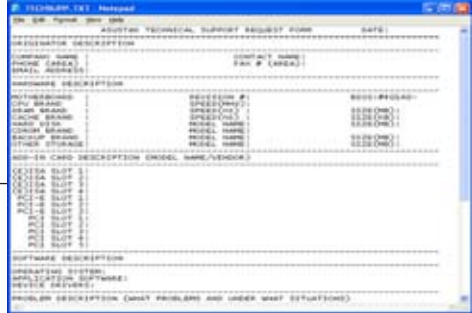 TECHSUPP.TXT - Notepad
File Edit Format View Help
ASUSTEK TECHNICAL SUPPORT REQUEST FORM DATE:
ORIGINATOR DESCRIPTION
COMPANY NAME | CONTACT NAME|
PHONE (AREA) | FAX # (AREA)|
EMAIL ADDRESS|
HARDWARE DESCRIPTION
MOTHERBOARD | REVISION #| BIOS:#401A0-
CPU BRAND | SPEED(MHz)|
DRAM BRAND | SPEED(ns) | SIZE(MB)|
CACHE BRAND | SPEED(ns) | SIZE(KB)|
HARD DISK | MODEL NAME| SIZE(MB)|
CDROM BRAND | MODEL NAME|
BACKUP BRAND | MODEL NAME| SIZE(MB)|
OTHER STORAGE| MODEL NAME| SIZE(MB)|
ADD-IN CARD DESCRIPTION (MODEL NAME/VENDOR)
(E)ISA SLOT 1|
(E)ISA SLOT 2|
(E)ISA SLOT 3|
(E)ISA SLOT 4|
PCI-E SLOT 1|
PCI-E SLOT 2|
PCI-E SLOT 3|
PCI SLOT 1|
PCI SLOT 2|
PCI SLOT 3|
PCI SLOT 4|
PCI SLOT 5|
SOFTWARE DESCRIPTION
OPERATING SYSTEM:
APPLICATION SOFTWARE:
DEVICE DRIVERS:
PROBLEM DESCRIPTION (WHAT PROBLEMS AND UNDER WHAT SITUATIONS)